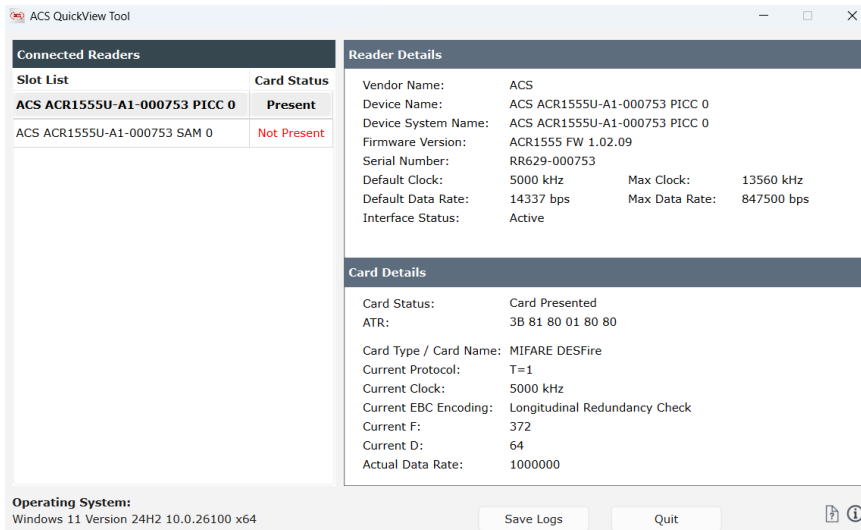 ACS QuickView Tool
Connected Readers
Slot List Card Status
ACS ACR1555U-A1-000753 PICC 0 Present
ACS ACR1555U-A1-000753 SAM 0 Not Present
Reader Details
Vendor Name: ACS
Device Name: ACS ACR1555U-A1-000753 PICC 0
Device System Name: ACS ACR1555U-A1-000753 PICC 0
Firmware Version: ACR1555 FW 1.02.09
Serial Number: RR629-000753
Default Clock: 5000 kHz Max Clock: 13560 kHz
Default Data Rate: 14337 bps Max Data Rate: 847500 bps
Interface Status: Active
Card Details
Card Status: Card Presented
ATR: 3B 81 80 01 80 80
Card Type / Card Name: MIFARE DESFire
Current Protocol: T=1
Current Clock: 5000 kHz
Current EBC Encoding: Longitudinal Redundancy Check
Current F: 372
Current D: 64
Actual Data Rate: 1000000
Operating System:
Windows 11 Version 24H2 10.0.26100 x64
Save Logs Quit